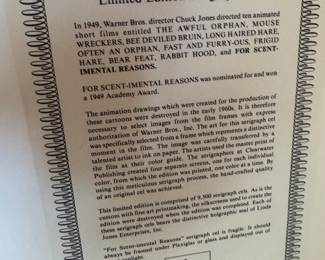 Limited Edition
In 1949, Warner Bros. director Chuck Jones directed ten animated
short films entitled THE AWFUL ORPHAN, MOUSE
WRECKERS, BEE DEVILED BRUIN, LONG HAIRED HARE,
OFTEN AN ORPHAN, FAST AND FURRY-OUS, FRIGID
HARE, BEAR FEAT, RABBIT HOOD, and FOR SCENT-
IMENTAL REASONS.
FOR SCENT-IMENTAL REASONS was nominated for and won
a 1949 Academy Award.
The animation drawings which were created for the production of
these cartoons were destroyed in the early 1960s. It is therefore
necessary to select images from the film frames with express
authorization of Warner Bros., Inc. The art for this serigraph cel
was specifically selected from a frame which represents a distinctive
moment in the film. The image was carefully transferred by a
talented artist to ink on paper. The artists used the master print of
the film as their color guide. The serigraphers at Clearwater
Publishing created four separate screens, one for each individual
color, from which the edition was printed, one color at a time. By
using this meticulous serigraph process, the hand-crafted quality
of an original cel was achieved.
This limited edition is comprised of 9,500 serigraph cels. As is the
custom with fine art printmaking, the silkscreens used to create the
edition were destroyed when the edition was completed. Each of
these serigraph cels bears the distinctive holographic seal of Linda
Jones Enterprises, Inc.
"For Scent-imental Reasons" serigraph cel is fragile. It should
always be framed under Plexiglas or glass and displayed out of